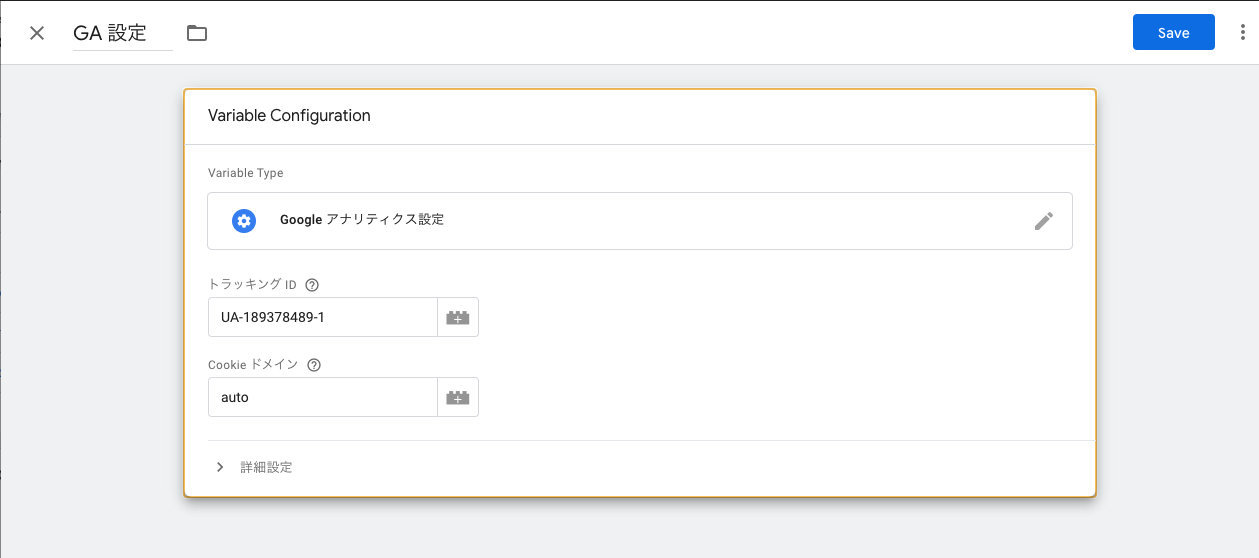 GA 設定
Save
Variable Configuration
Variable Type
Google アナリティクス設定
トラッキング ID
UA-189378489-1
Cookie ドメイン
auto
詳細設定